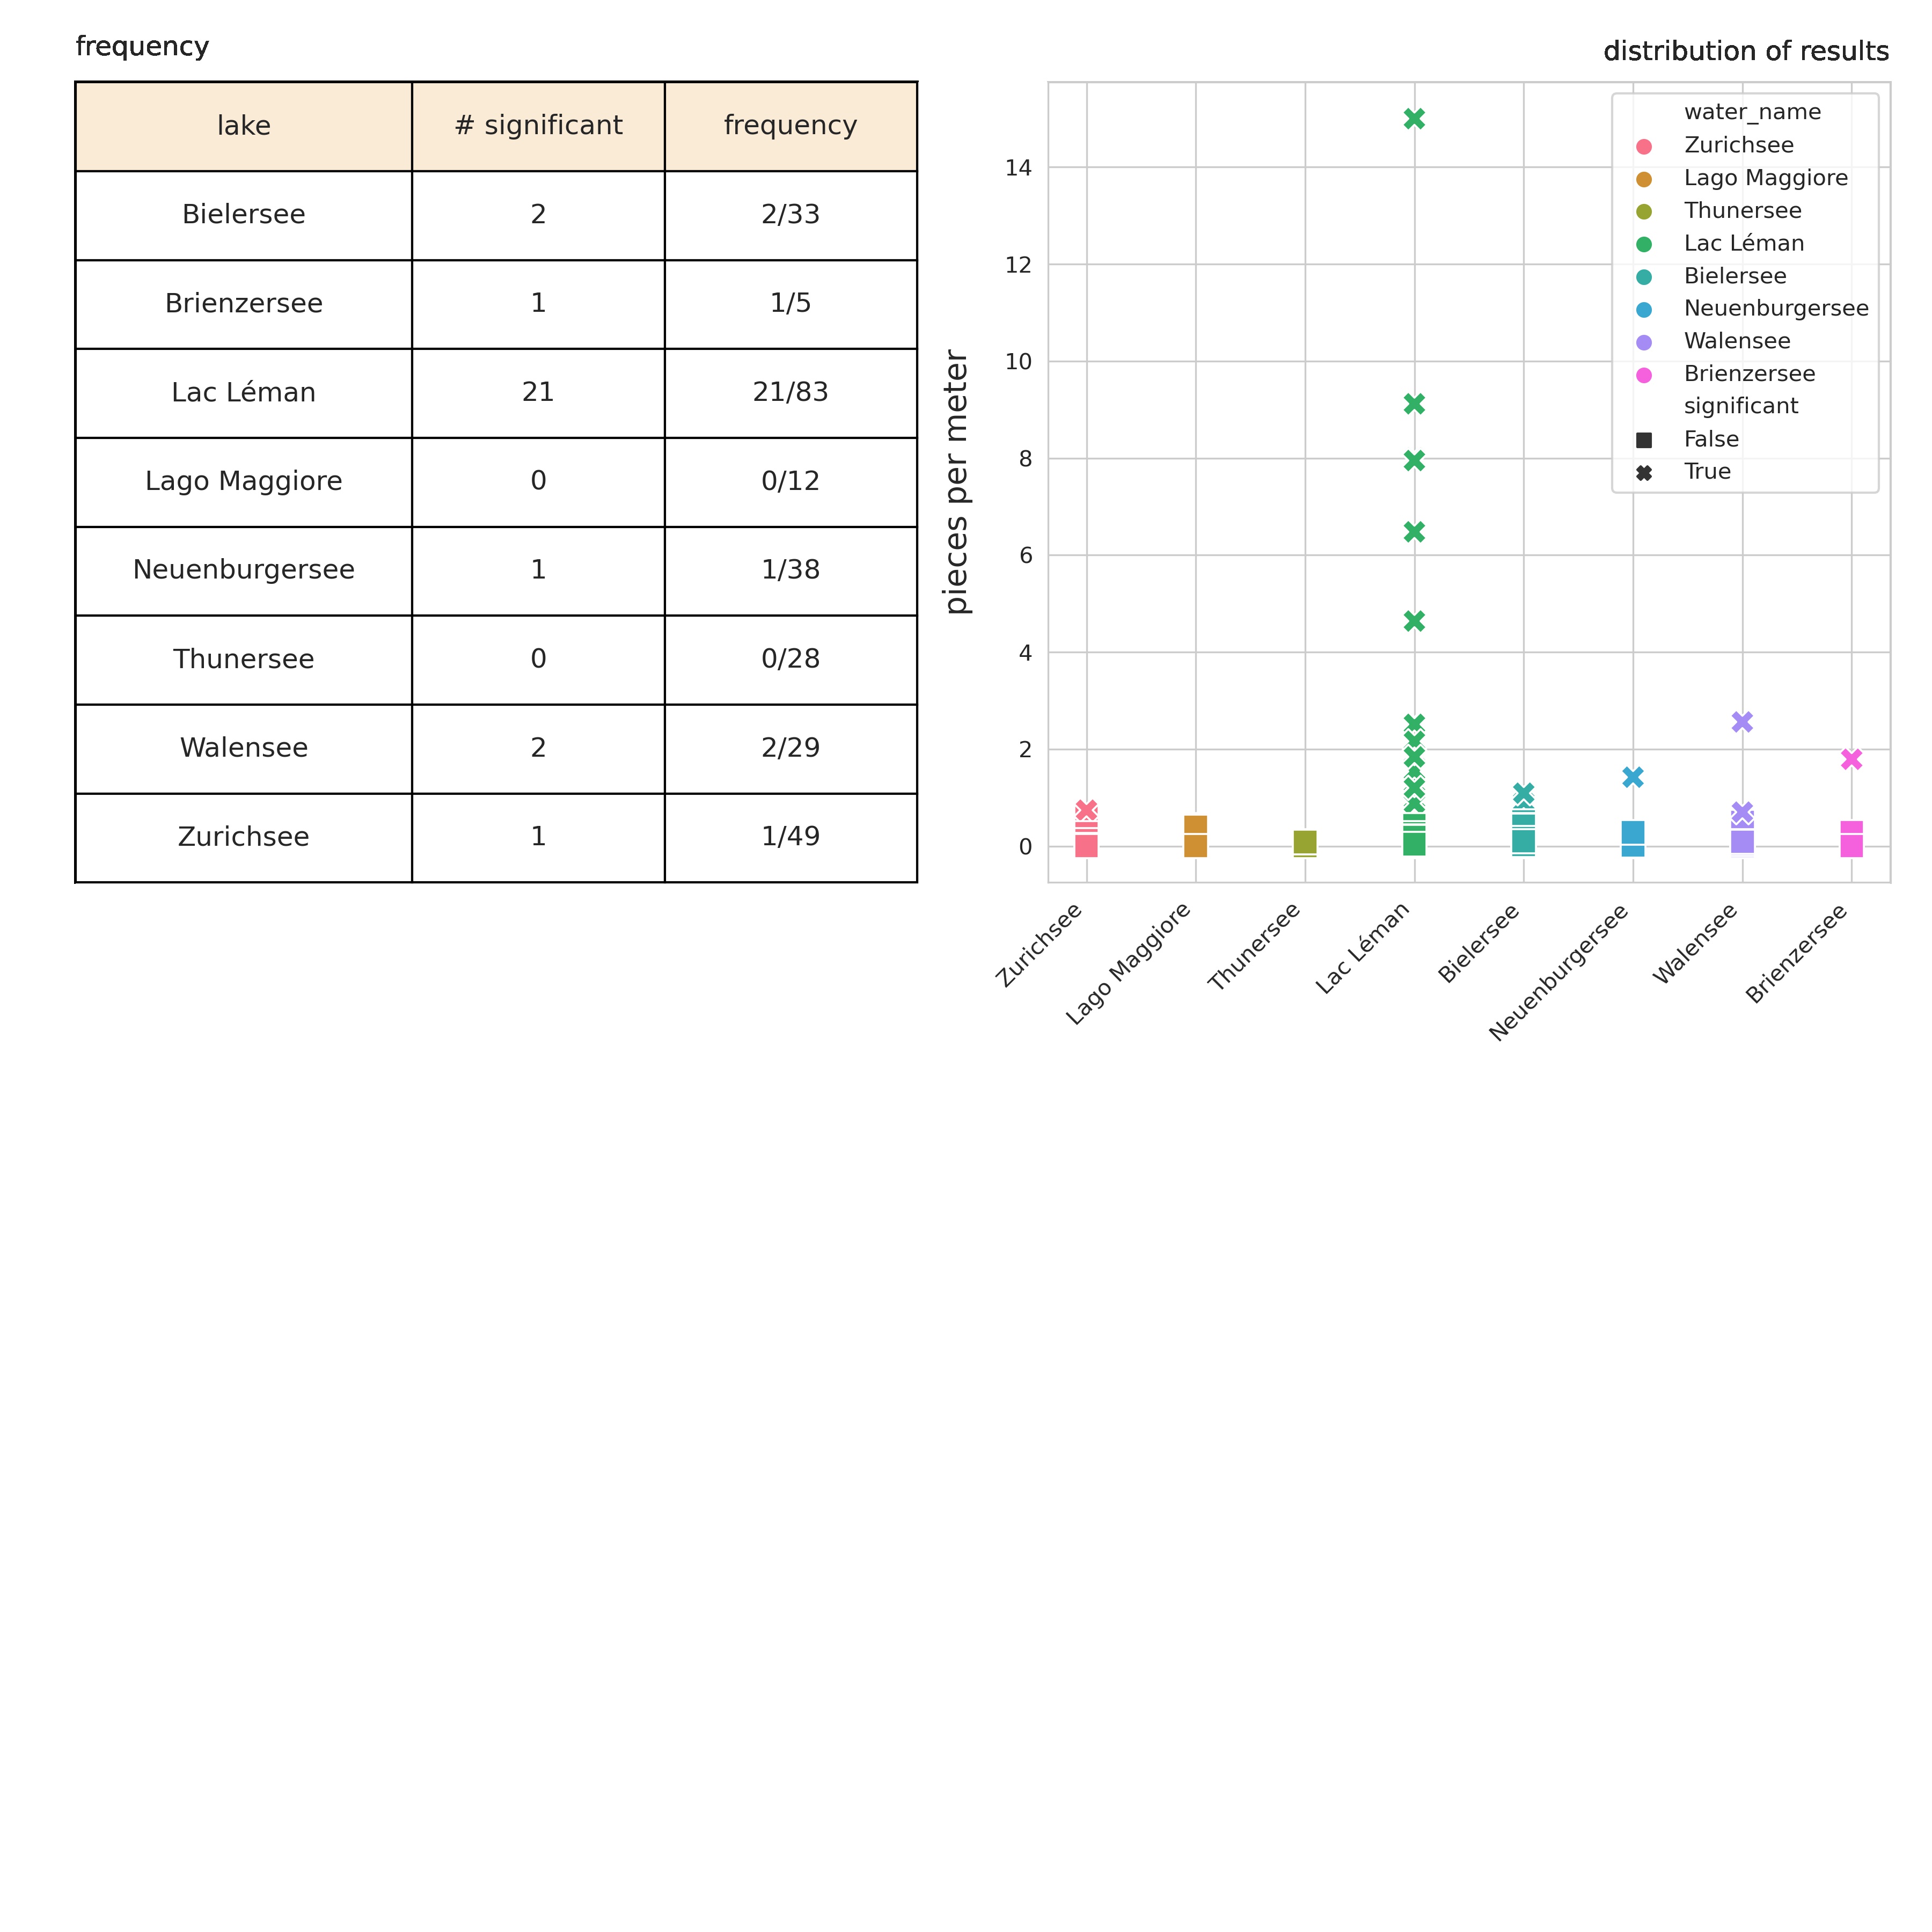 frequency
lake # significant frequency
Bielersee 2 2/33
Brienzersee 1 1/5
Lac Léman 21 21/83
Lago Maggiore 0 0/12
Neuenburgersee 1 1/38
Thunersee 0 0/28
Walensee 2 2/29
Zurichsee 1 1/49
distribution of results
pieces per meter
14
12
10
8
6
4
2
0
water_name
Zurichsee
Lago Maggiore
Thunersee
Lac Léman
Bielersee
Neuenburgersee
Walensee
Brienzersee
significant
False
True
Zurichsee
Lago Maggiore
Thunersee
Lac Léman
Bielersee
Neuenburgersee
Walensee
Brienzersee